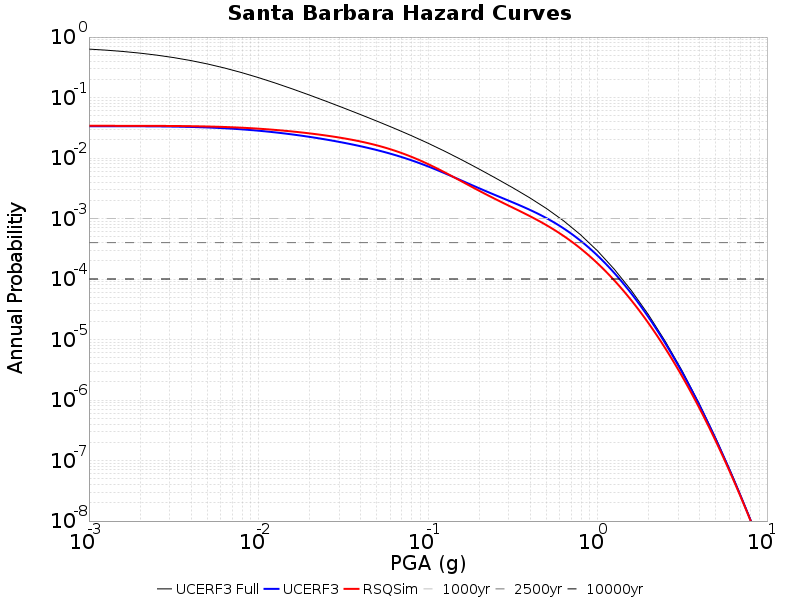 Santa Barbara Hazard Curves
10^0
10^-1
10^-2
10^-3
10^-4
10^-5
10^-6
10^-7
10^-8
Annual Probabilitiy
10^-3 10^-2 10^-1 10^0 10^1
PGA (g)
UCERF3 Full UCERF3 RSQSim 1000yr 2500yr 10000yr